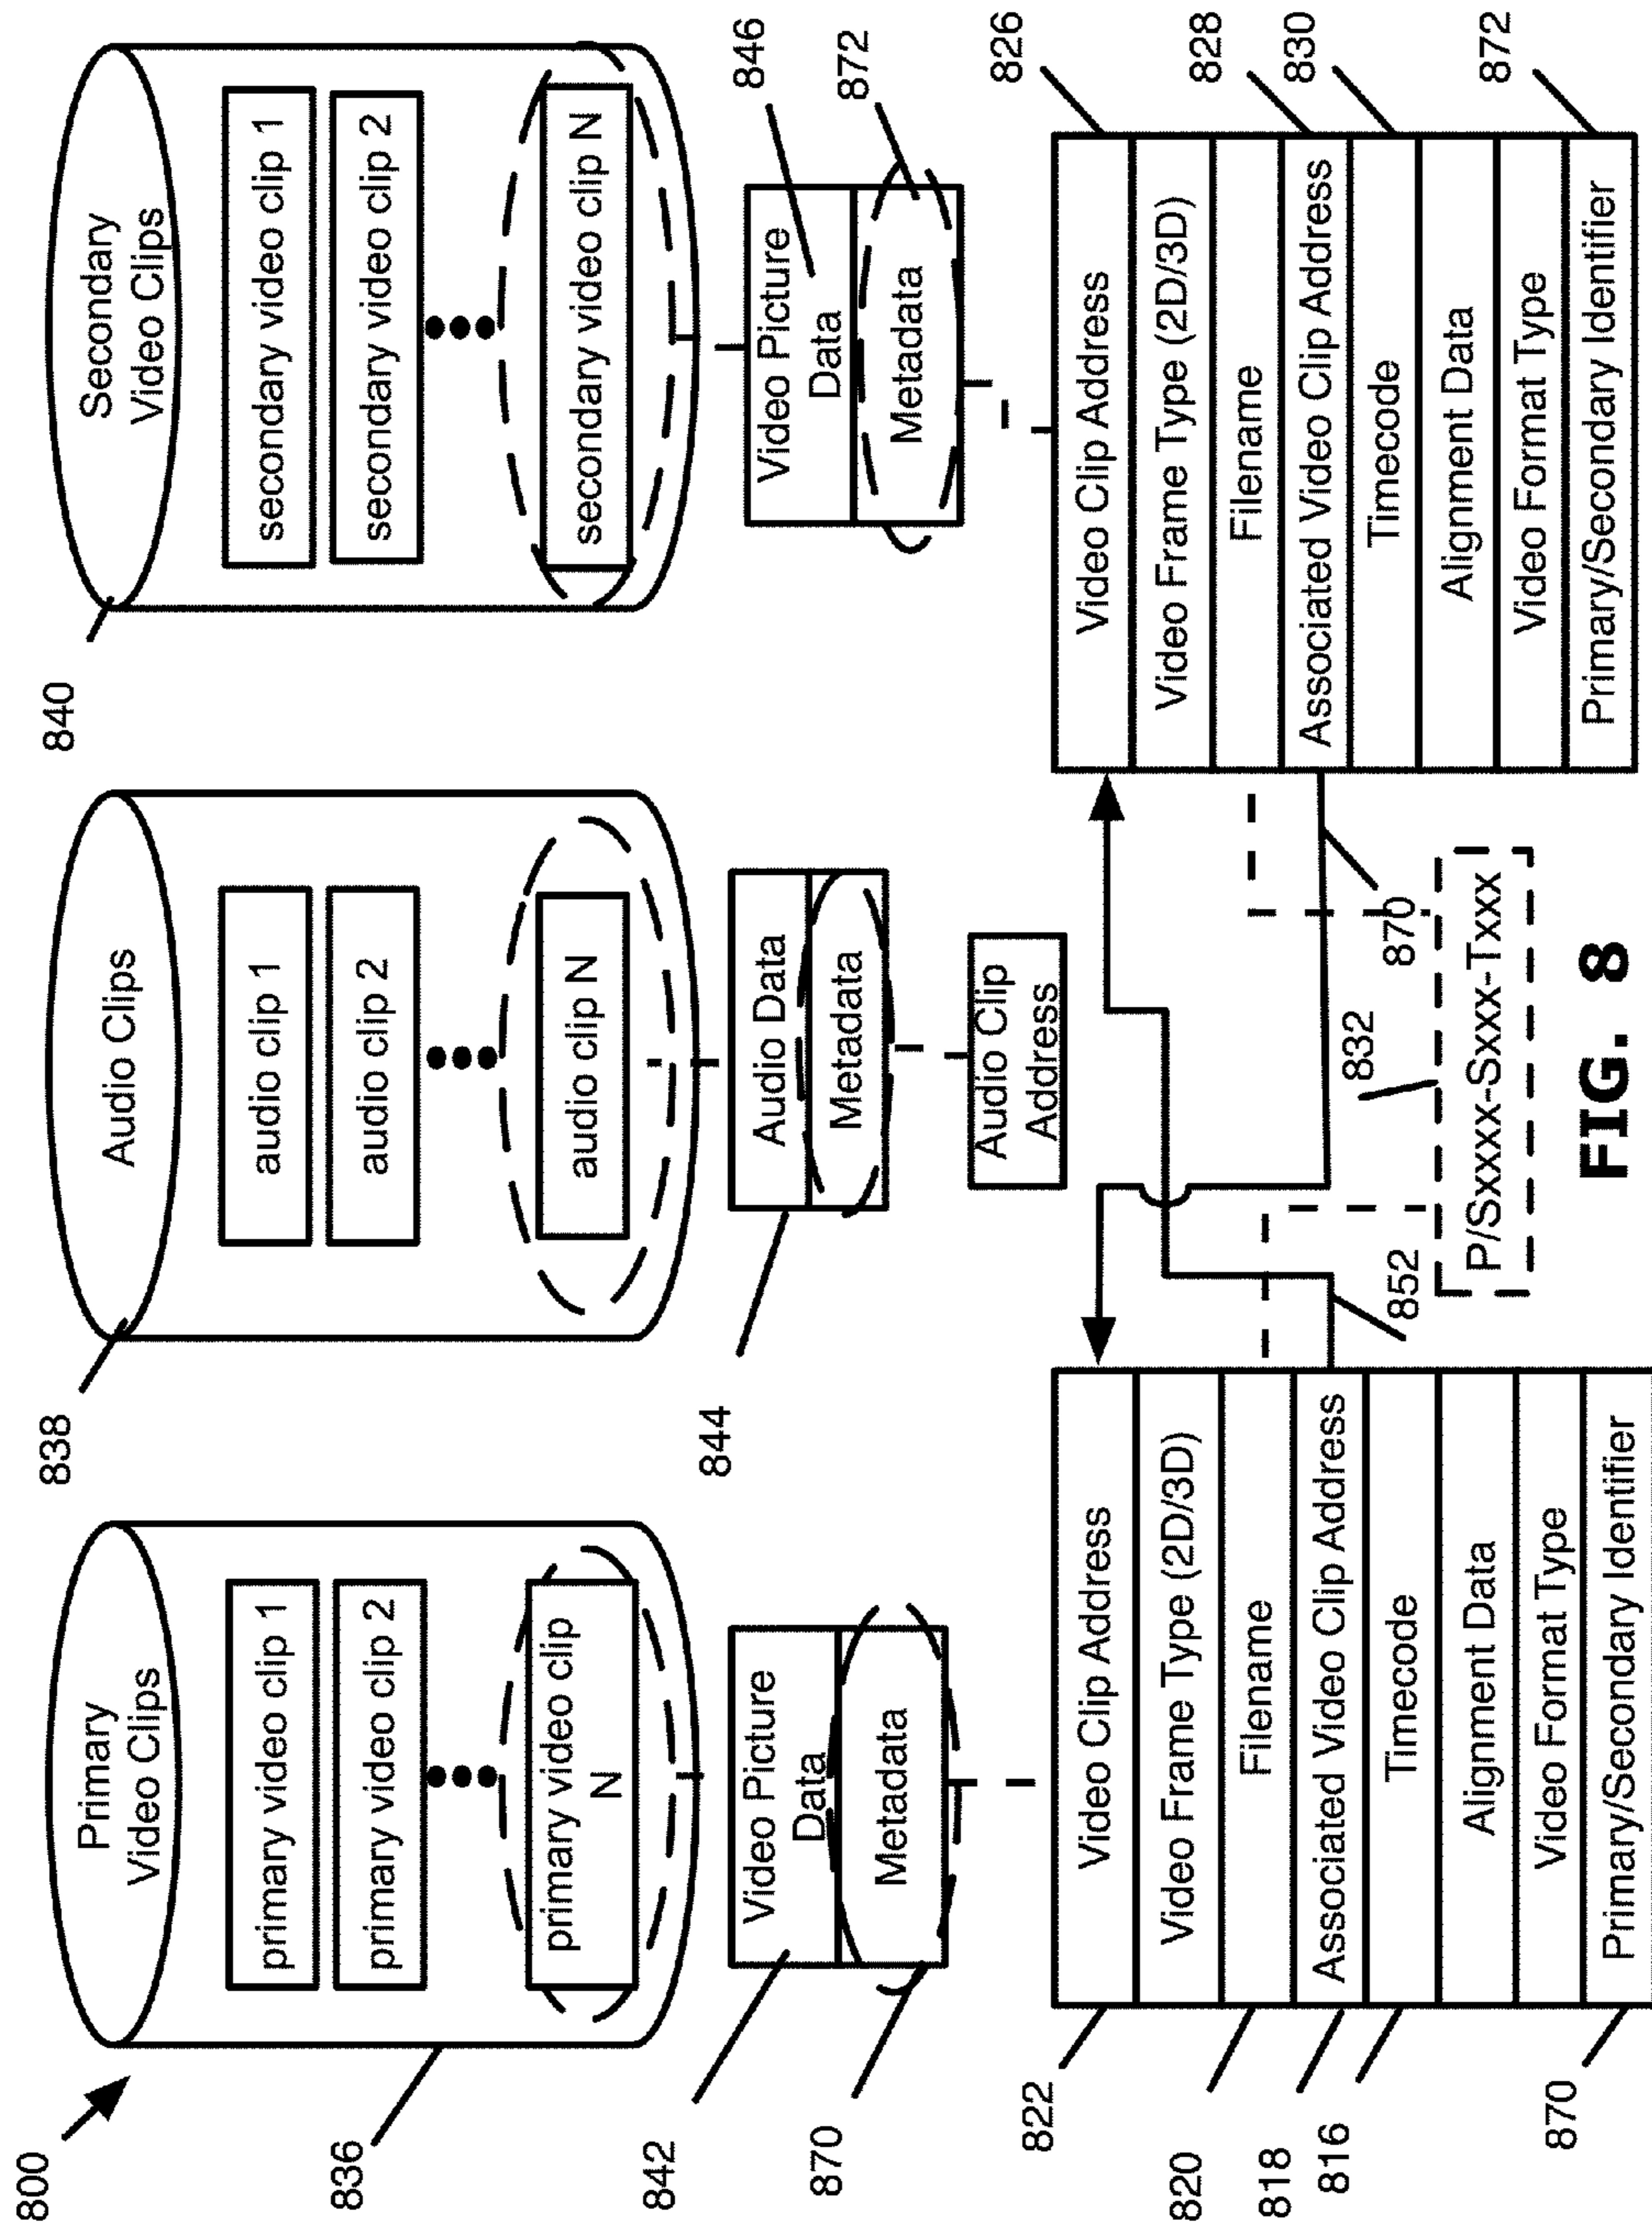 800
Primary
Video Clips
primary video clip 1
primary video clip 2
primary video clip
N
836
Video Picture
Data
Metadata
842
870
Video Clip Address
Video Frame Type (2D/3D)
Filename
Associated Video Clip Address
Timecode
Alignment Data
Video Format Type
Primary/Secondary Identifier
822
820
818
816
870
838
Audio Clips
audio clip 1
audio clip 2
audio clip N
844
Audio Data
Metadata
Audio Clip
Address
840
Secondary
Video Clips
secondary video clip 1
secondary video clip 2
secondary video clip N
Video Picture
Data
Metadata
846
872
Video Clip Address
Video Frame Type (2D/3D)
Filename
Associated Video Clip Address
Timecode
Alignment Data
Video Format Type
Primary/Secondary Identifier
826
828
830
872
852
832
870
P/Sxxxx-Sxxx-Txxx
FIG. 8